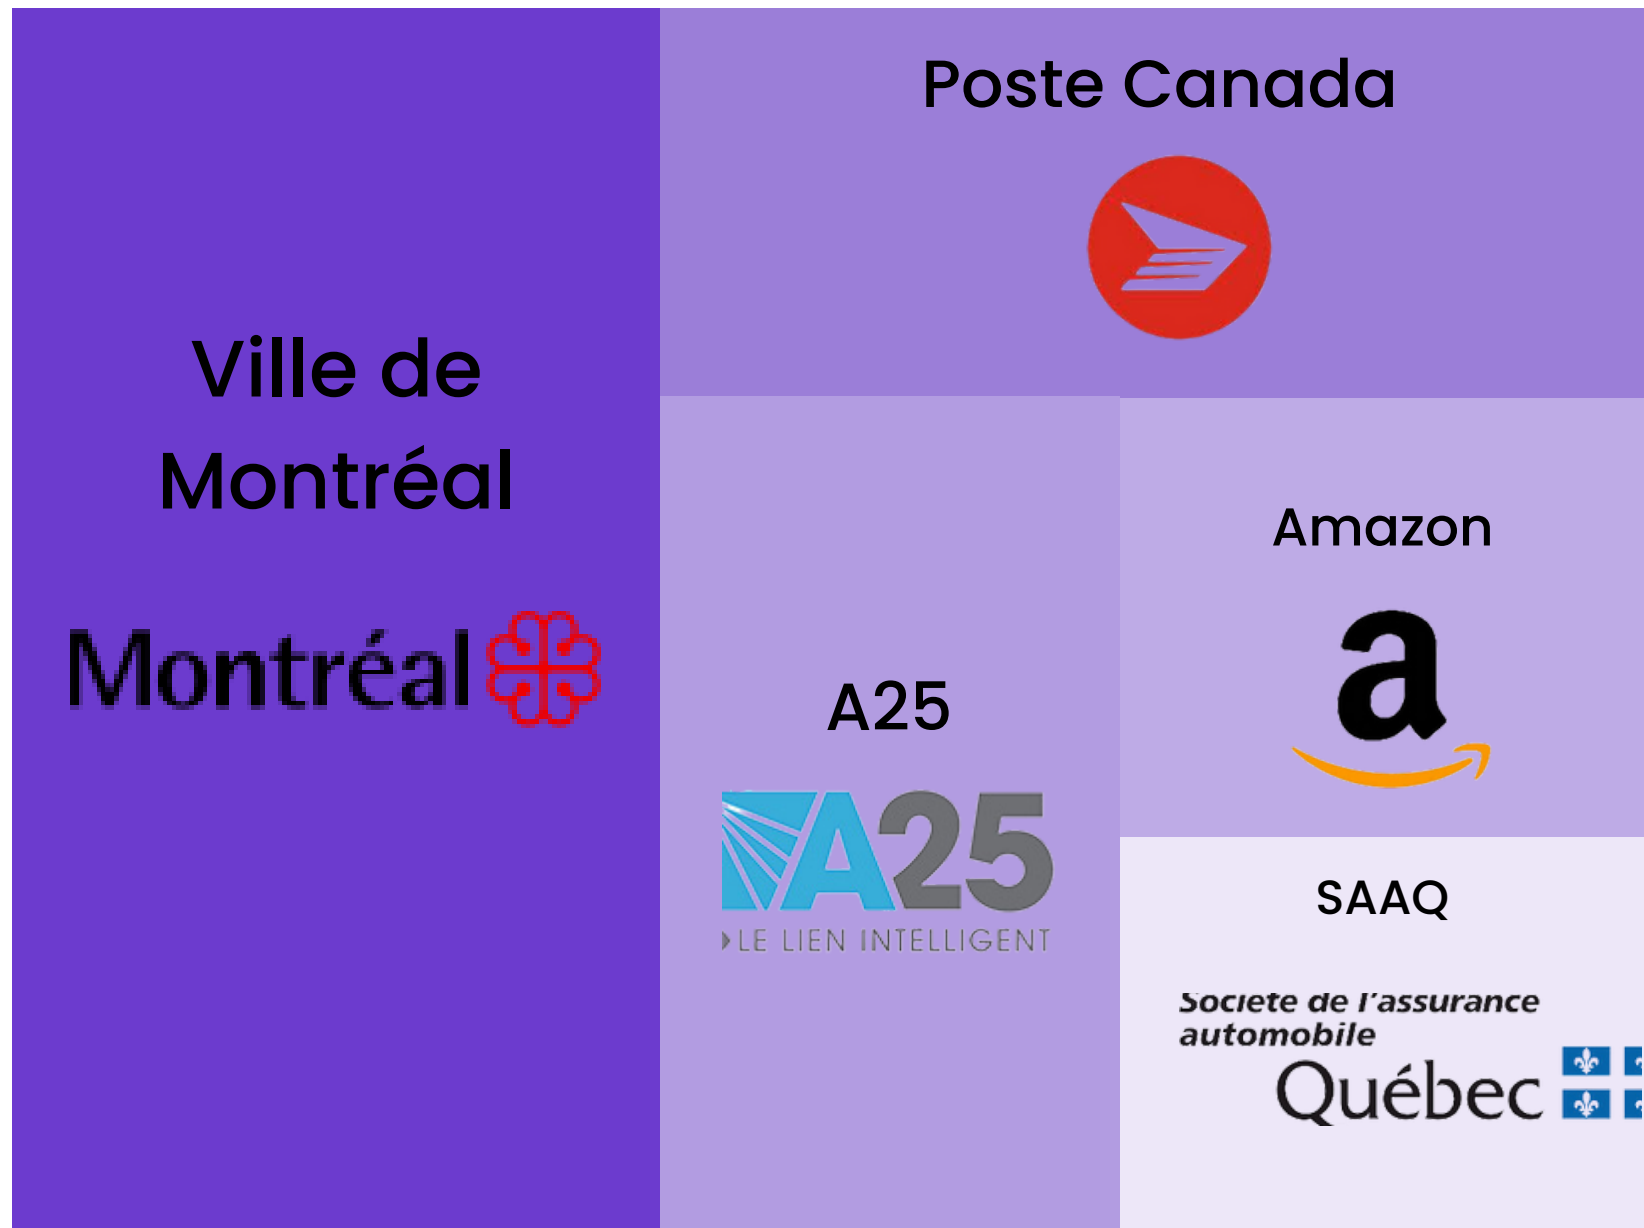 Ville de
Montréal
Montréal
Poste Canada
A25
A25
LE LIEN INTELLIGENT
Amazon
a
SAAQ
Société de l'assurance
automobile
Québec